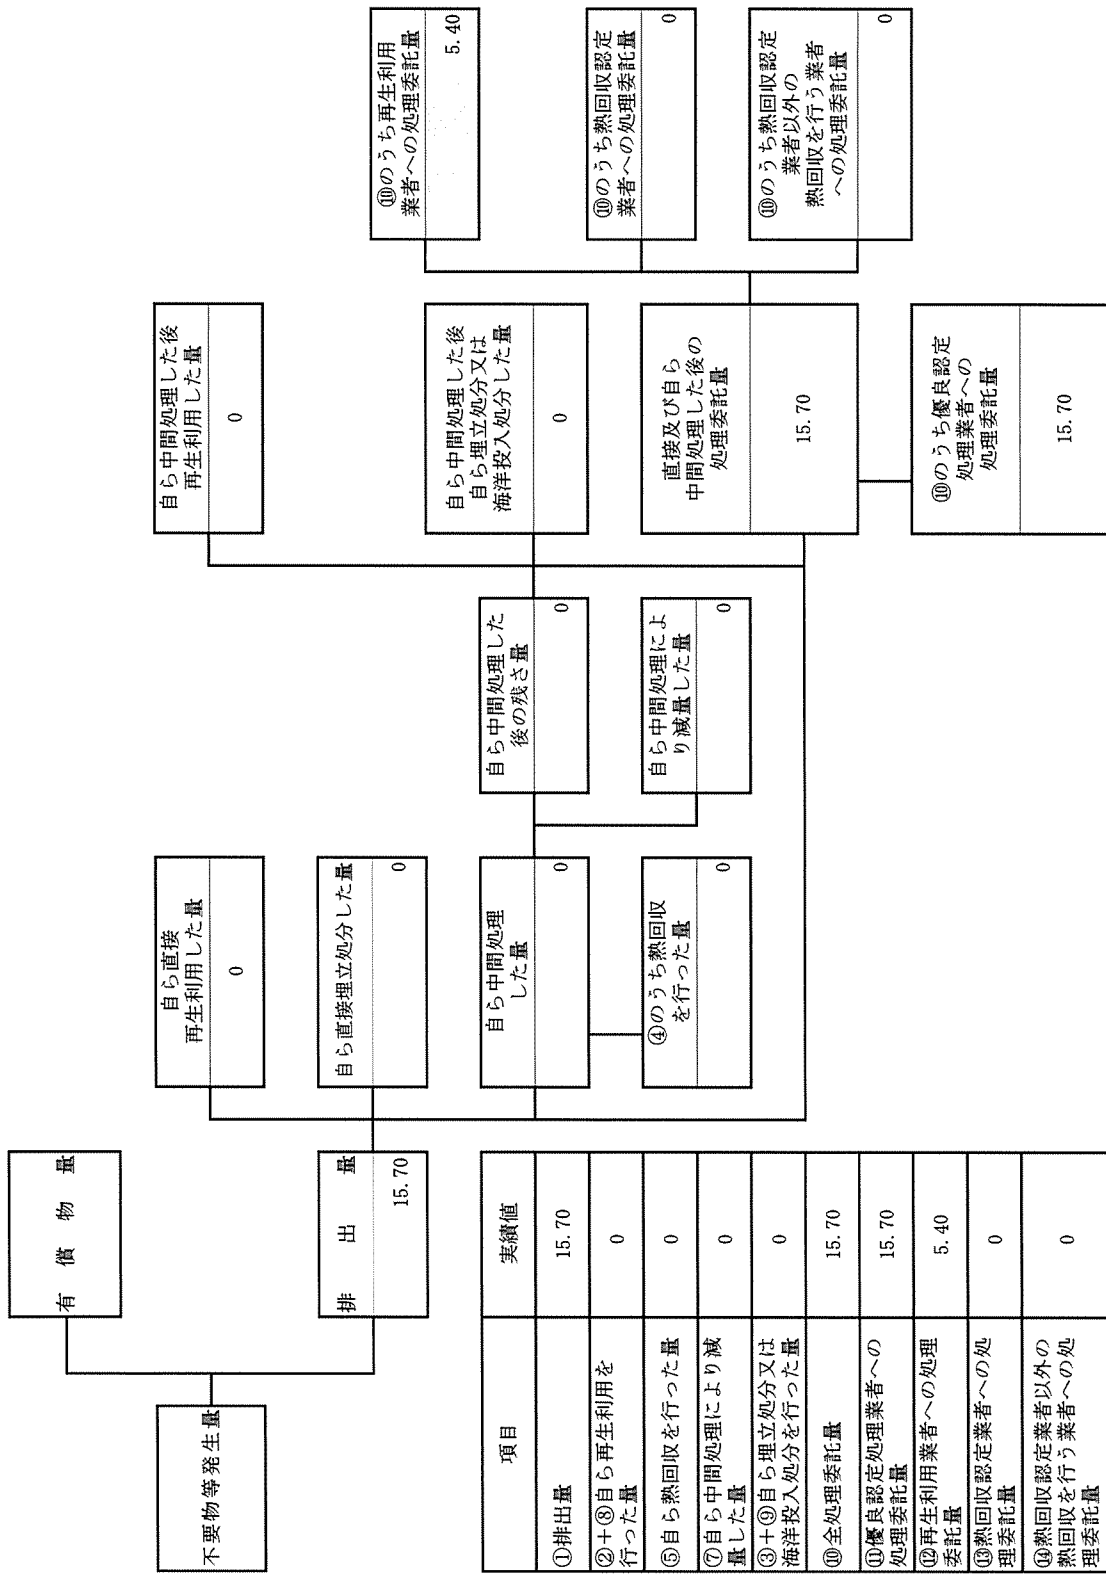 不要物等発生量
有償物量
排出量
15.70
自ら直接
再生利用した量
0
自ら直接埋立処分した量
0
自ら中間処理
した量
0
④のうち熱回収
を行った量
0
自ら中間処理した
後の残さ量
0
自ら中間処理によ
り減量した量
0
自ら中間処理した後
再生利用した量
0
自ら中間処理した後
自ら埋立処分又は
海洋投入処分した量
0
直接及び自ら
中間処理した後の
処理委託量
15.70
⑩のうち優良認定
処理業者への
処理委託量
15.70
⑩のうち再生利用
業者への処理委託量
5.40
⑩のうち熱回収認定
業者への処理委託量
0
⑩のうち熱回収認定
業者以外の
熱回収を行う業者
への処理委託量
0
項目 実績値
①排出量 15.70
②+⑧自ら再生利用を
行った量 0
⑤自ら熱回収を行った量 0
⑦自ら中間処理により減
量した量 0
③+⑨自ら埋立処分又は
海洋投入処分を行った量 0
⑩全処理委託量 15.70
⑪優良認定処理業者への
処理委託量 15.70
⑫再生利用業者への処理
委託量 5.40
⑬熱回収認定業者への処
理委託量 0
⑭熱回収認定業者以外の
熱回収を行う業者への処
理委託量 0